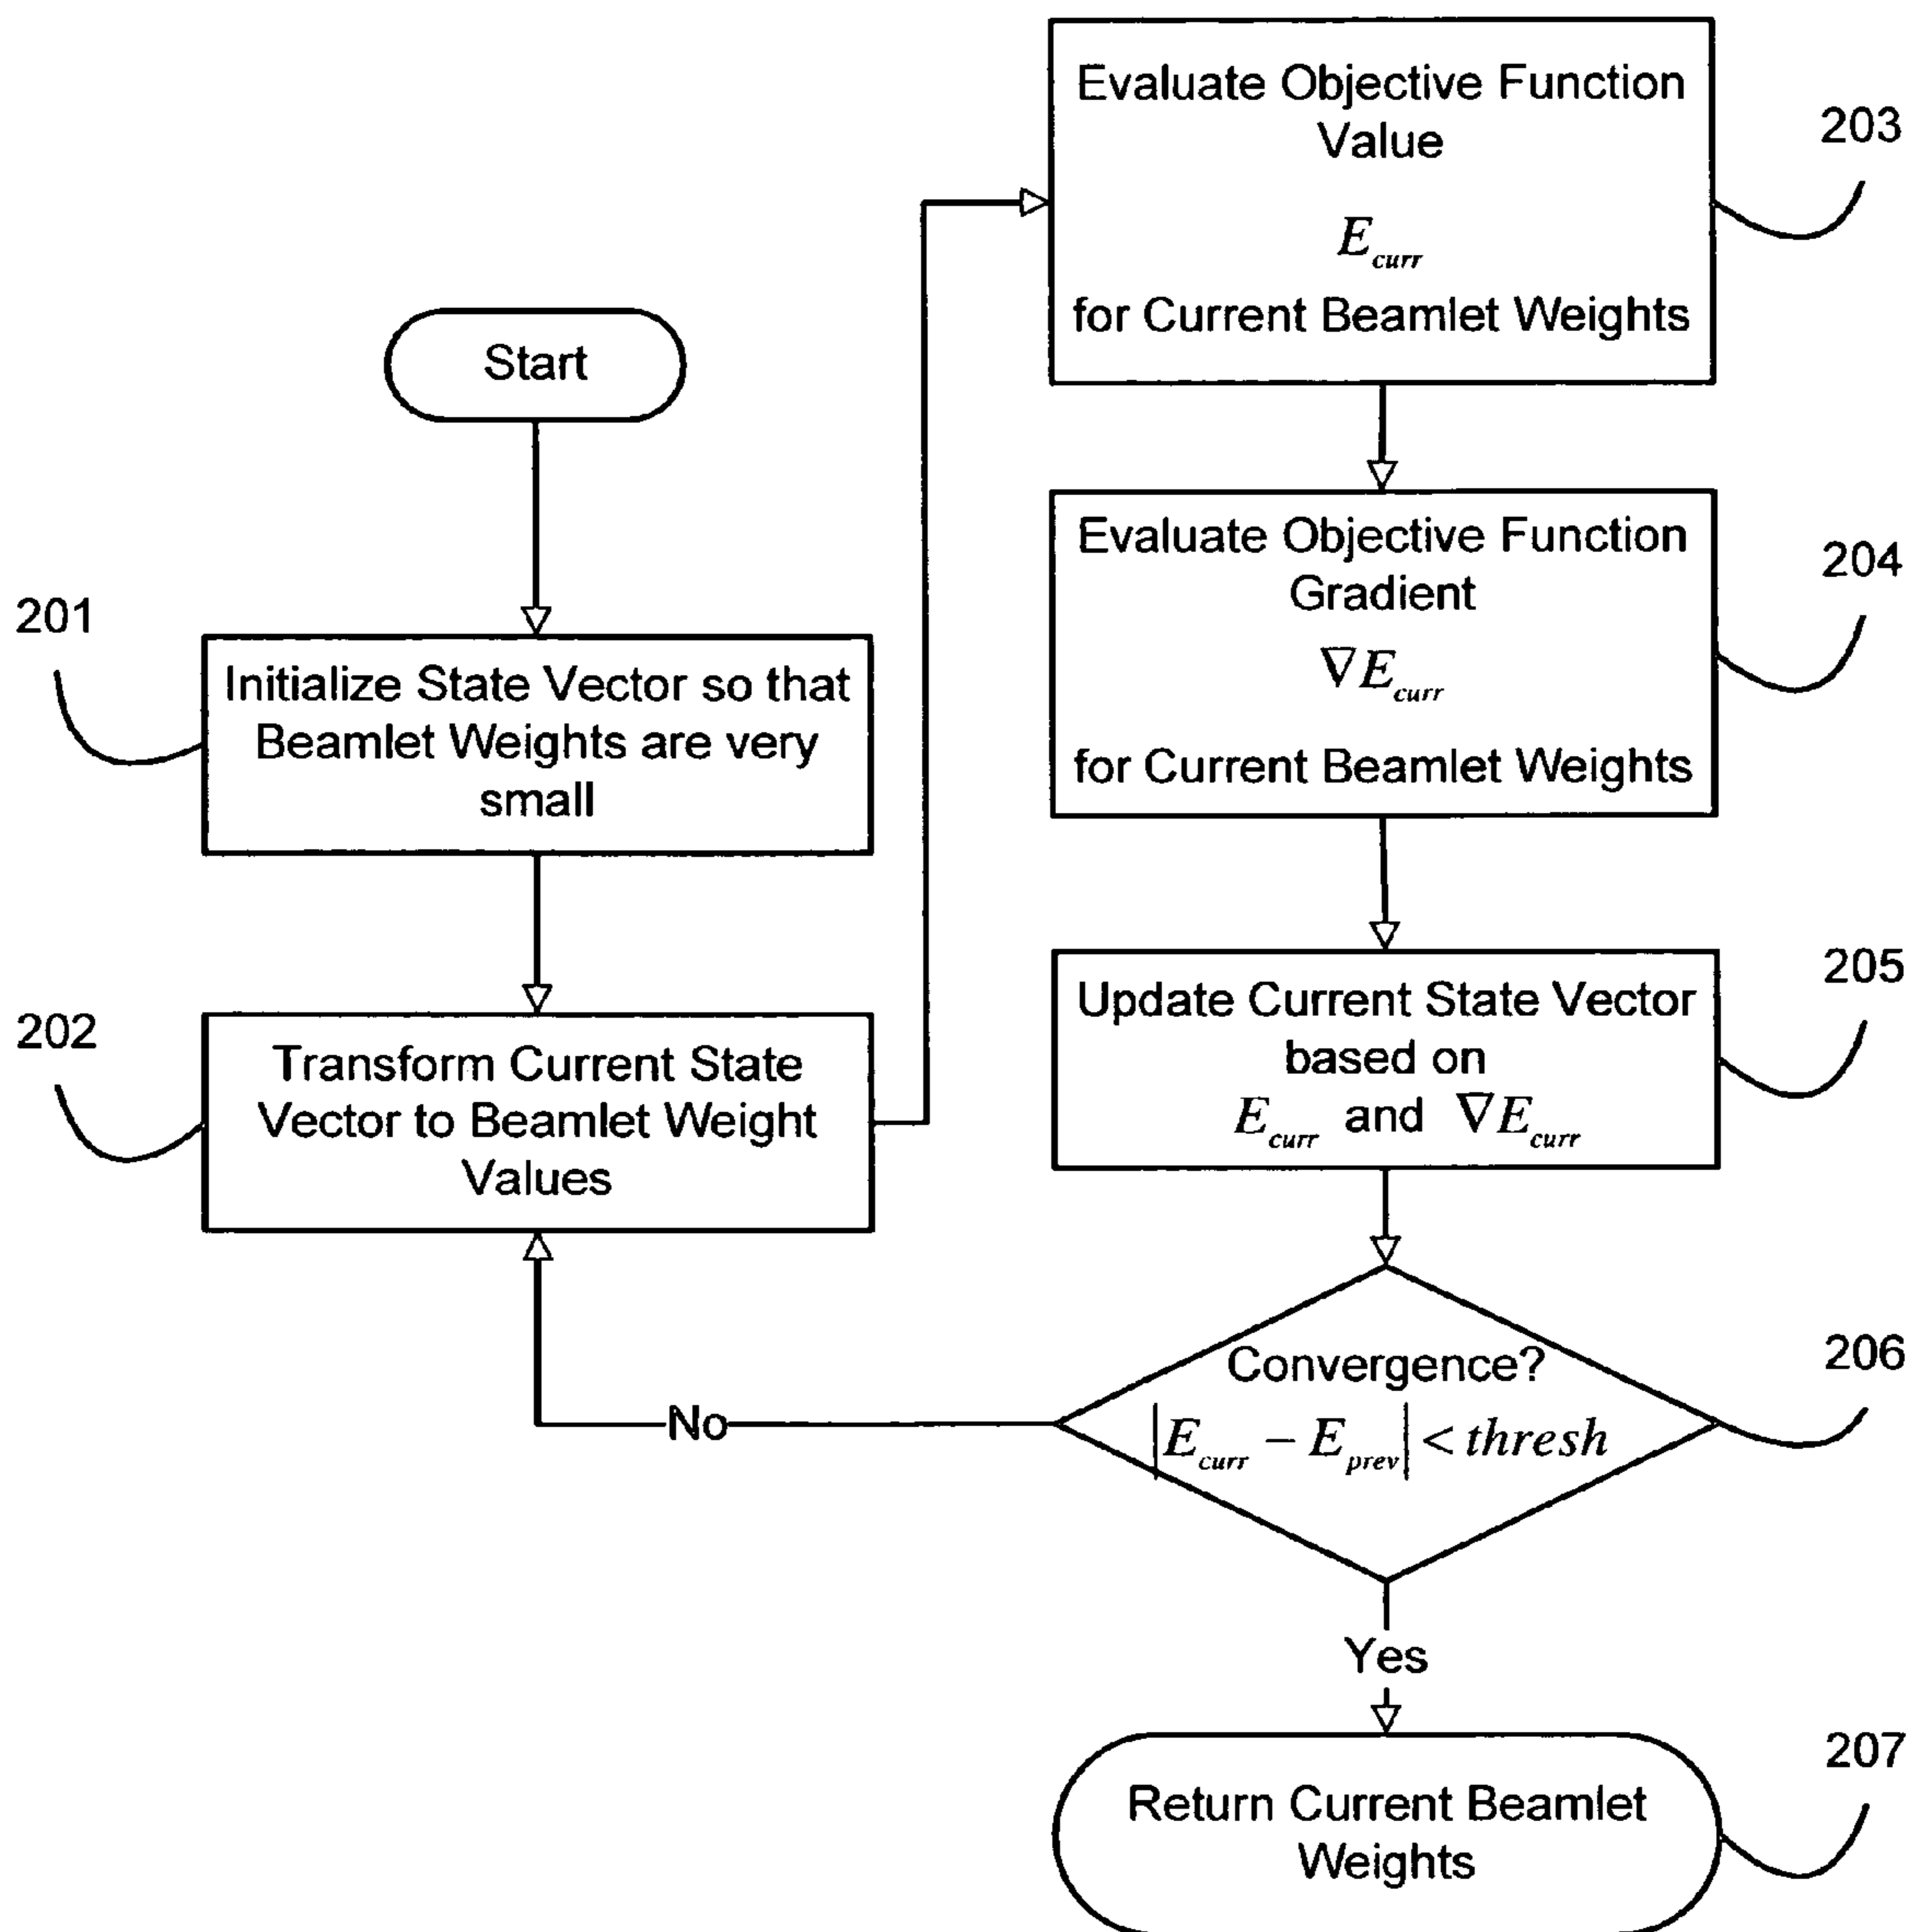 Start
201
Initialize State Vector so that
Beamlet Weights are very
small
202
Transform Current State
Vector to Beamlet Weight
Values
203
Evaluate Objective Function
Value
E_curr
for Current Beamlet Weights
204
Evaluate Objective Function
Gradient
∇E_curr
for Current Beamlet Weights
205
Update Current State Vector
based on
E_curr and ∇E_curr
206
Convergence?
|E_curr − E_prev| < thresh
No
Yes
207
Return Current Beamlet
Weights